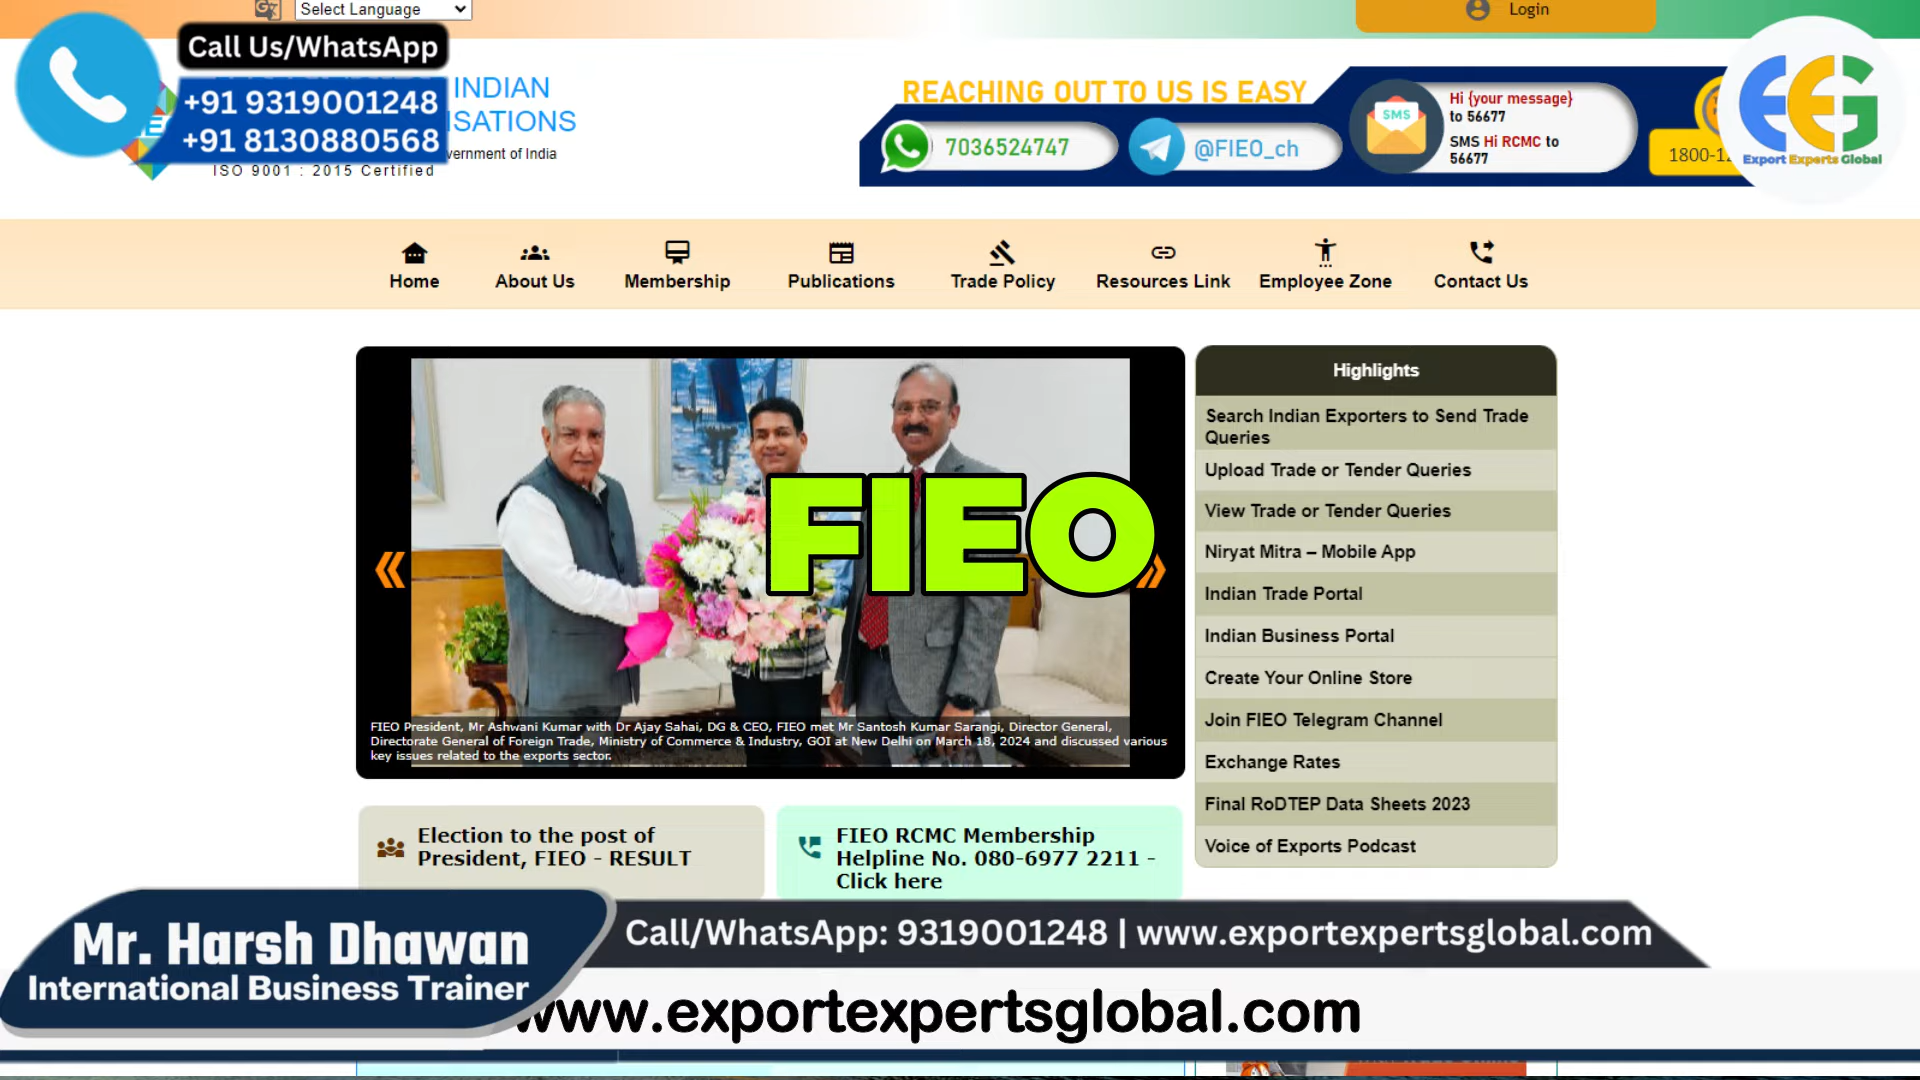 Select Language
Login
Call Us/WhatsApp
+91 9319001248
+91 8130880568
INDIAN
ISATIONS
vernment of India
ISO 9001 : 2015 Certified
REACHING OUT TO US IS EASY
7036524747
@FIEO_ch
SMS
Hi {your message}
to 56677
SMS Hi RCMC to
56677
1800-12
EEG
Export Experts Global
Home
About Us
Membership
Publications
Trade Policy
Resources Link
Employee Zone
Contact Us
FIEO
FIEO President, Mr Ashwani Kumar with Dr Ajay Sahai, DG & CEO, FIEO met Mr Santosh Kumar Sarangi, Director General,
Directorate General of Foreign Trade, Ministry of Commerce & Industry, GOI at New Delhi on March 18, 2024 and discussed various
key issues related to the exports sector.
Highlights
Search Indian Exporters to Send Trade
Queries
Upload Trade or Tender Queries
View Trade or Tender Queries
Niryat Mitra – Mobile App
Indian Trade Portal
Indian Business Portal
Create Your Online Store
Join FIEO Telegram Channel
Exchange Rates
Final RoDTEP Data Sheets 2023
Voice of Exports Podcast
Election to the post of
President, FIEO - RESULT
FIEO RCMC Membership
Helpline No. 080-6977 2211 -
Click here
Mr. Harsh Dhawan
International Business Trainer
Call/WhatsApp: 9319001248 | www.exportexpertsglobal.com
www.exportexpertsglobal.com